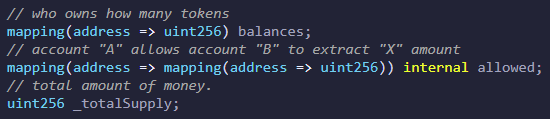 // who owns how many tokens
mapping(address => uint256) balances;
// account "A" allows account "B" to extract "X" amount
mapping(address => mapping(address => uint256)) internal allowed;
// total amount of money.
uint256 _totalSupply;